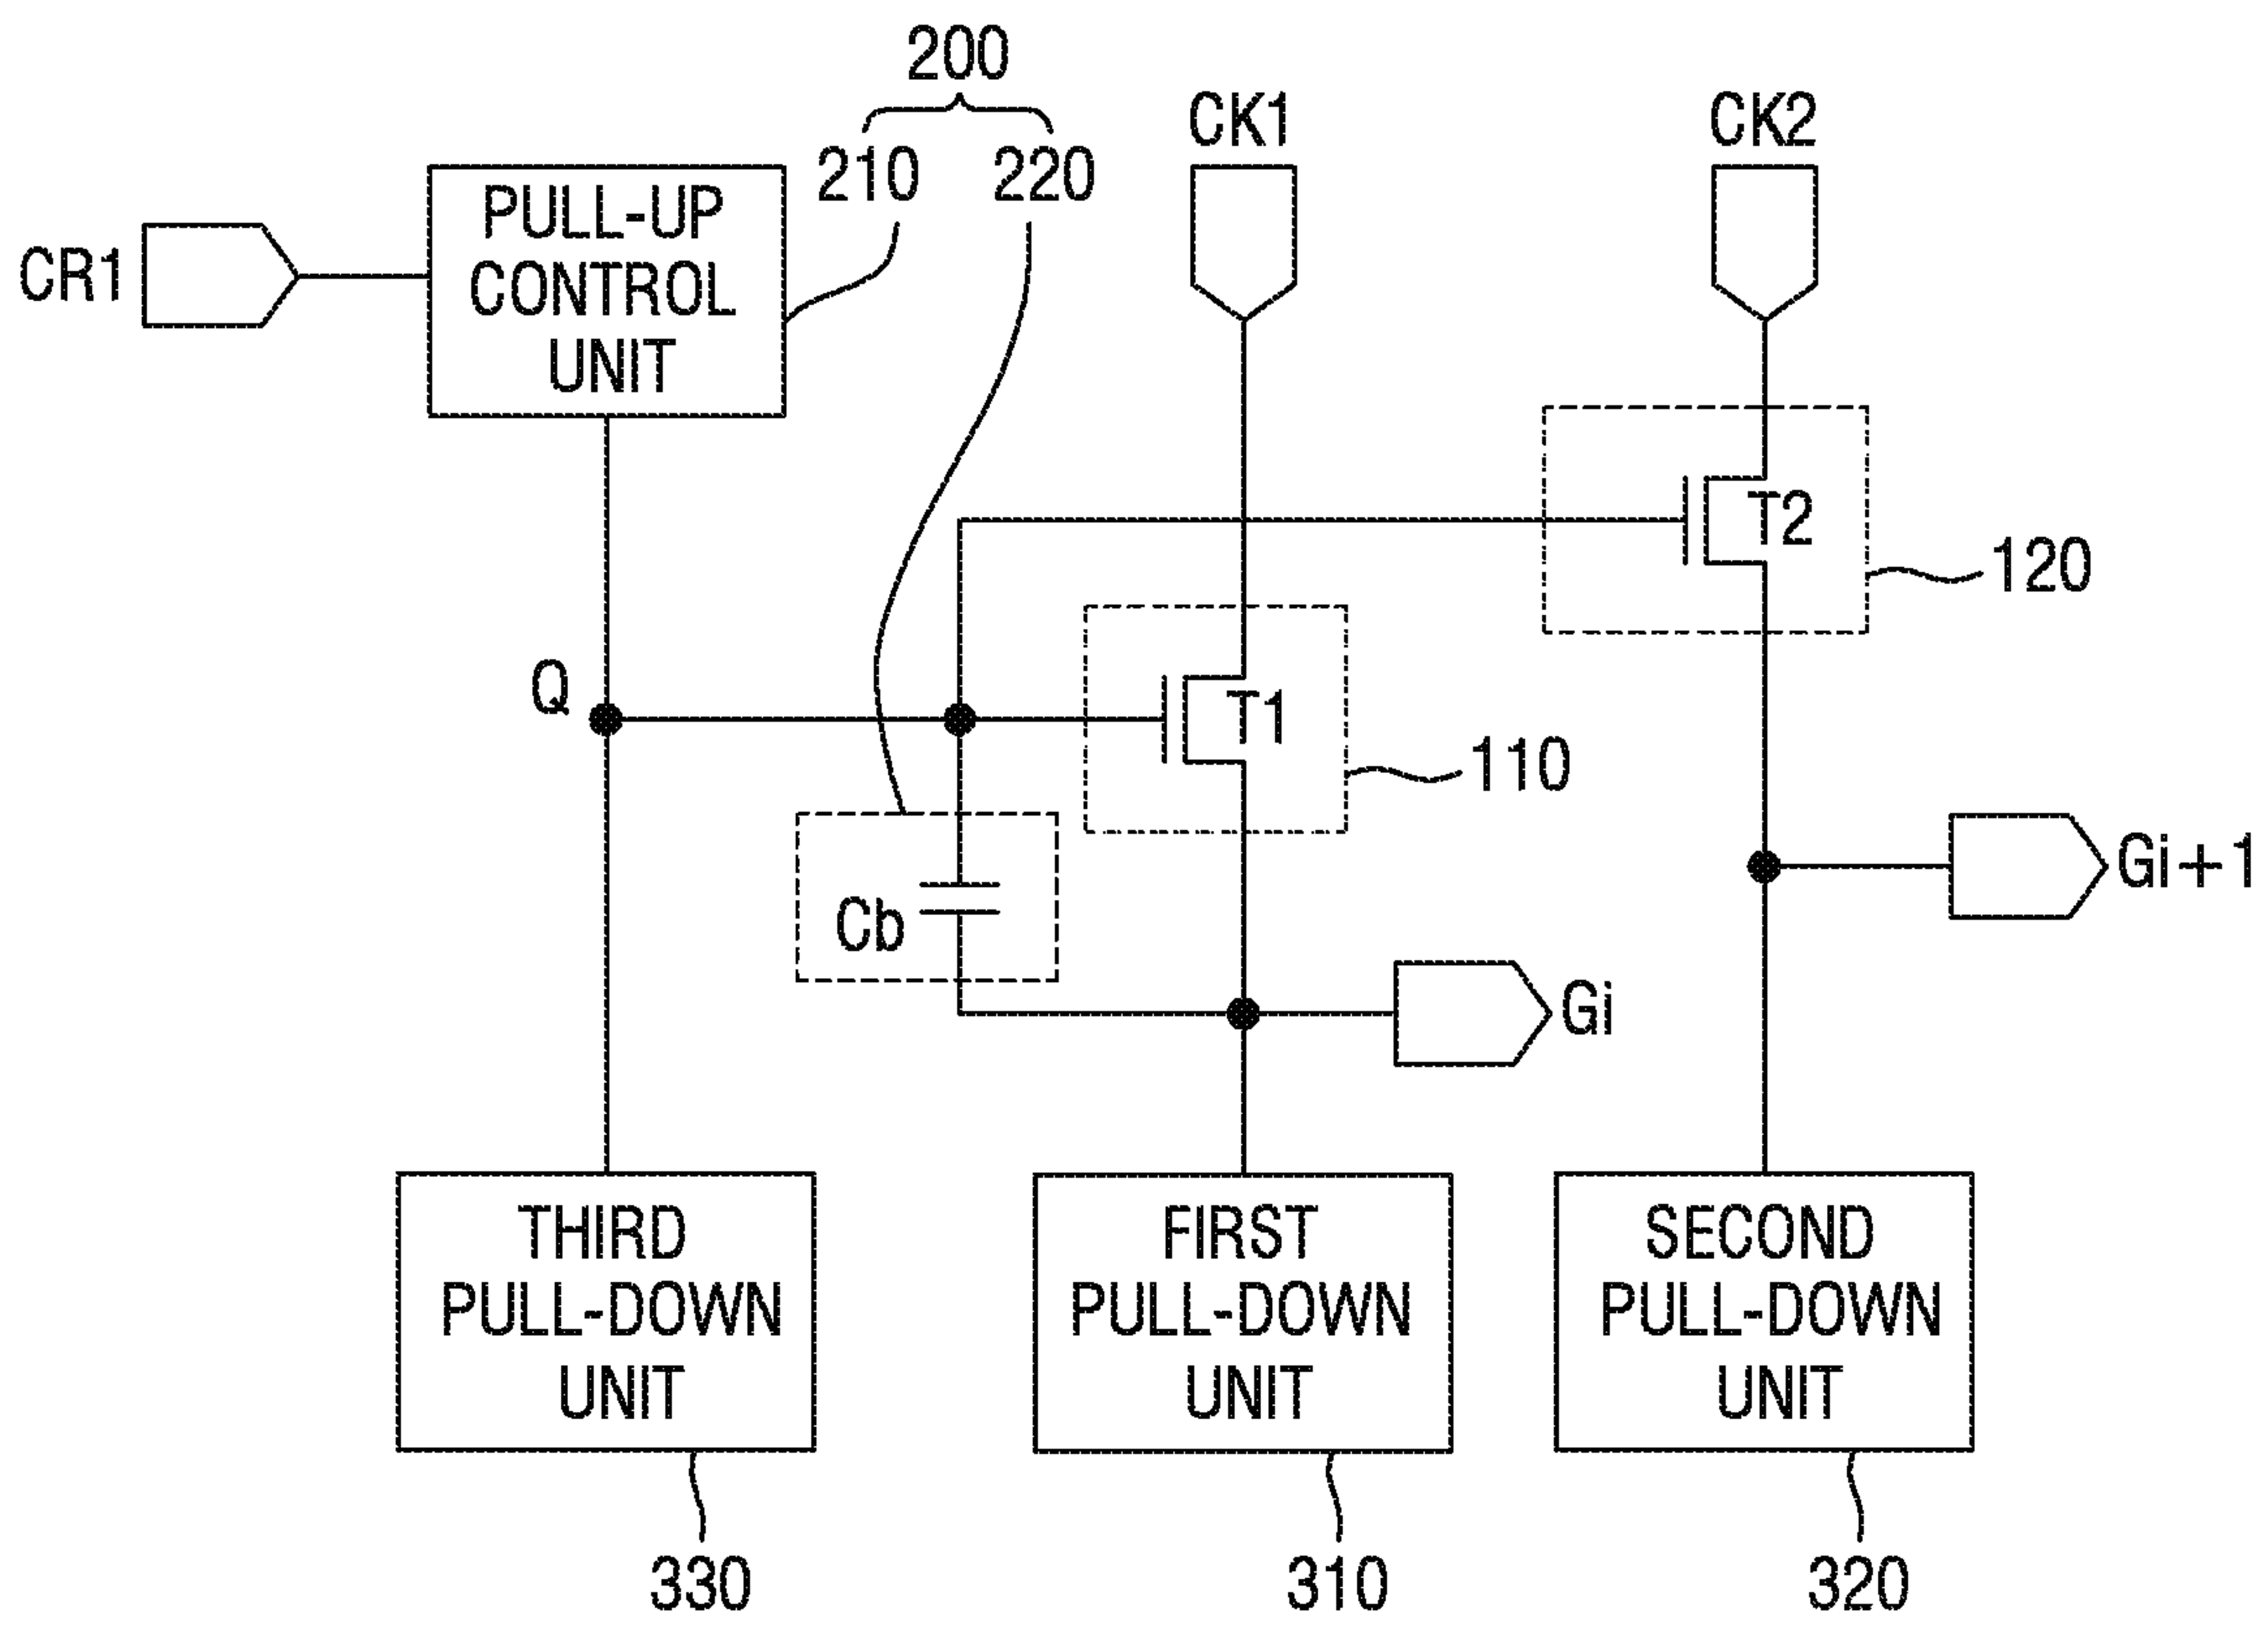 200
210
220
CK1
CK2
CR1
PULL-UP
CONTROL
UNIT
T2
120
Q
T1
110
Cb
Gi+1
Gi
THIRD
PULL-DOWN
UNIT
FIRST
PULL-DOWN
UNIT
SECOND
PULL-DOWN
UNIT
330
310
320